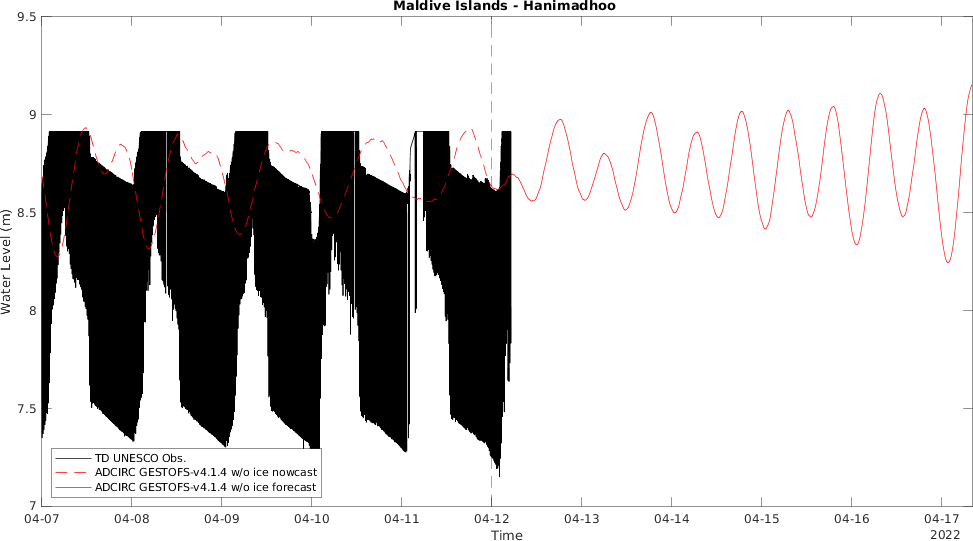 Maldive Islands - Hanimadhoo
9.5
9
8.5
8
7.5
7
Water Level (m)
TD UNESCO Obs.
ADCIRC GESTOFS-v4.1.4 w/o ice nowcast
ADCIRC GESTOFS-v4.1.4 w/o ice forecast
04-07 04-08 04-09 04-10 04-11 04-12 04-13 04-14 04-15 04-16 04-17
Time
2022